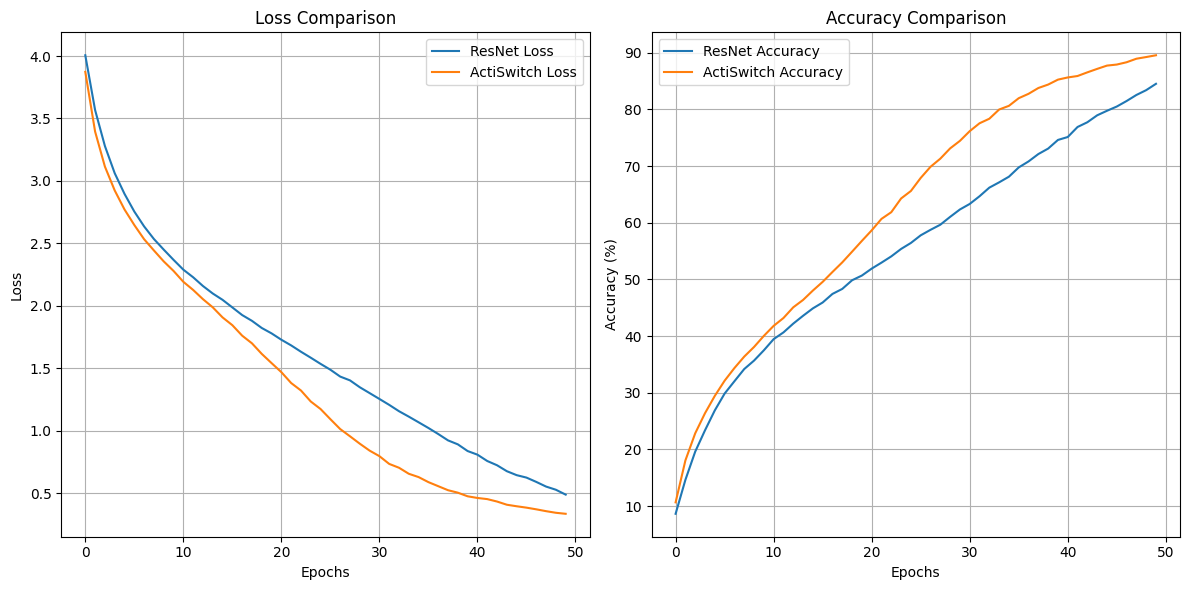 Loss Comparison
ResNet Loss
ActiSwitch Loss
4.0
3.5
3.0
2.5
2.0
1.5
1.0
0.5
Loss
0 10 20 30 40 50
Epochs
Accuracy Comparison
ResNet Accuracy
ActiSwitch Accuracy
90
80
70
60
50
40
30
20
10
Accuracy (%)
0 10 20 30 40 50
Epochs